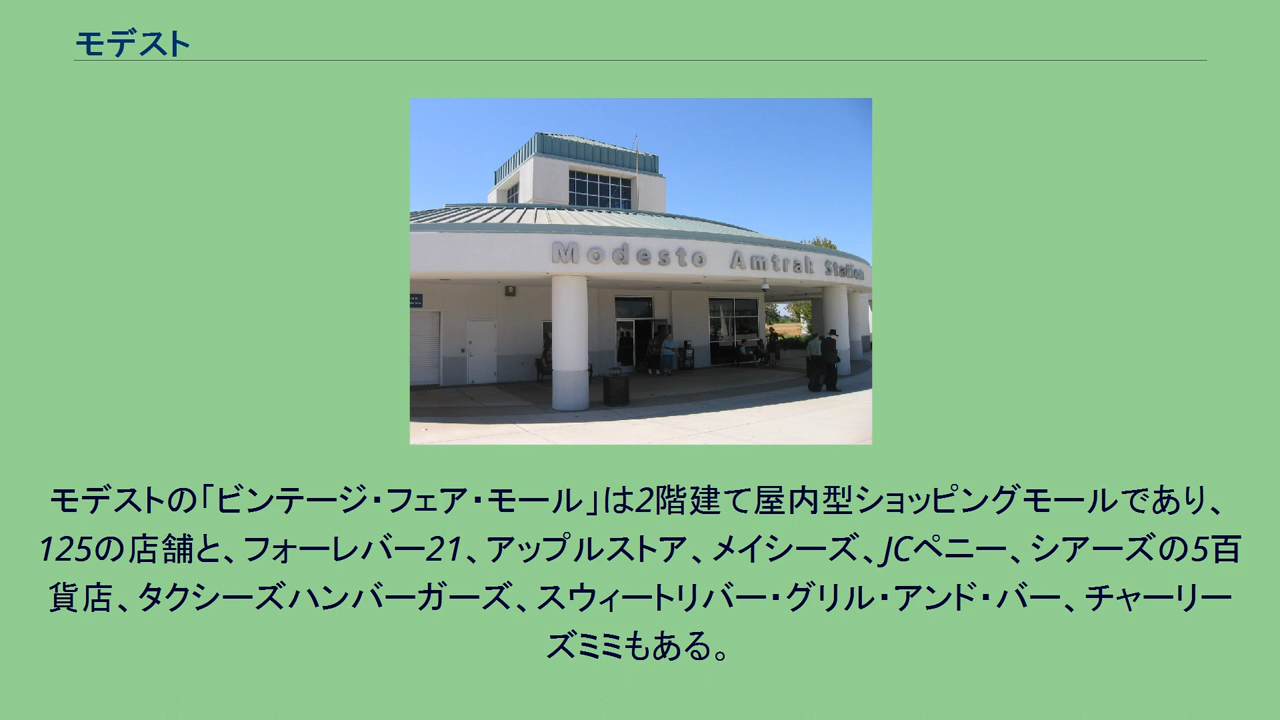 モデスト
Modesto Amtrak Station
モデストの「ビンテージ・フェア・モール」は2階建て屋内型ショッピングモールであり、
125の店舗と、フォーレバー21、アップルストア、メイシーズ、JCペニー、シアーズの5百
貨店、タクシーズハンバーガーズ、スウィートリバー・グリル・アンド・バー、チャーリー
ズミミもある。